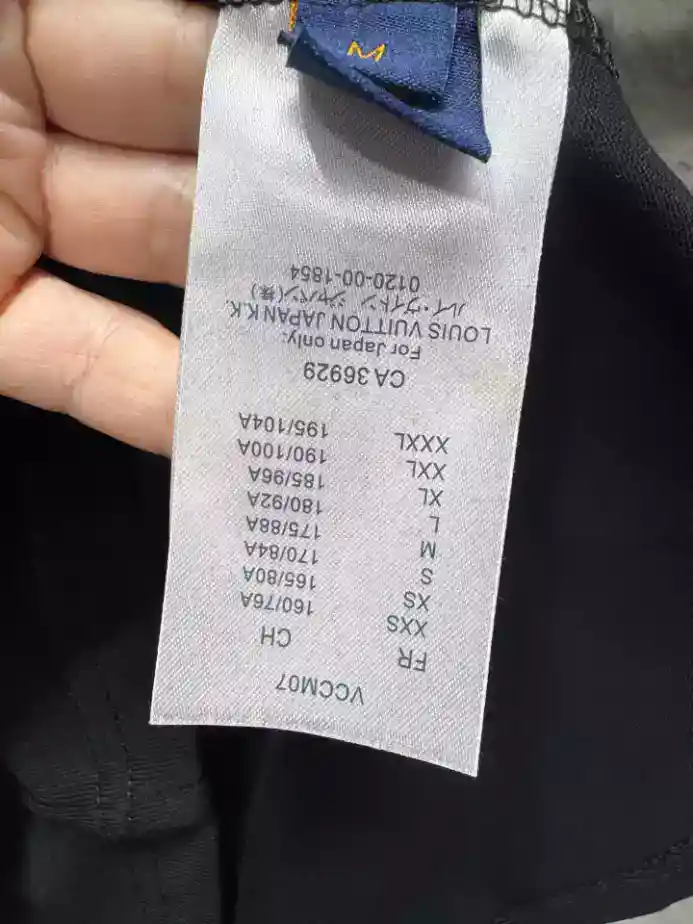 M
VCCM07
FR CH
XXS 160/76A
XS 165/80A
S 170/84A
M 175/88A
L 180/92A
XL 185/96A
XXL 190/100A
XXXL 195/104A
CA 36929
For Japan only:
LOUIS VUITTON JAPAN K.K.
ルイ・ヴィトン ジャパン(株)
0120-00-1854